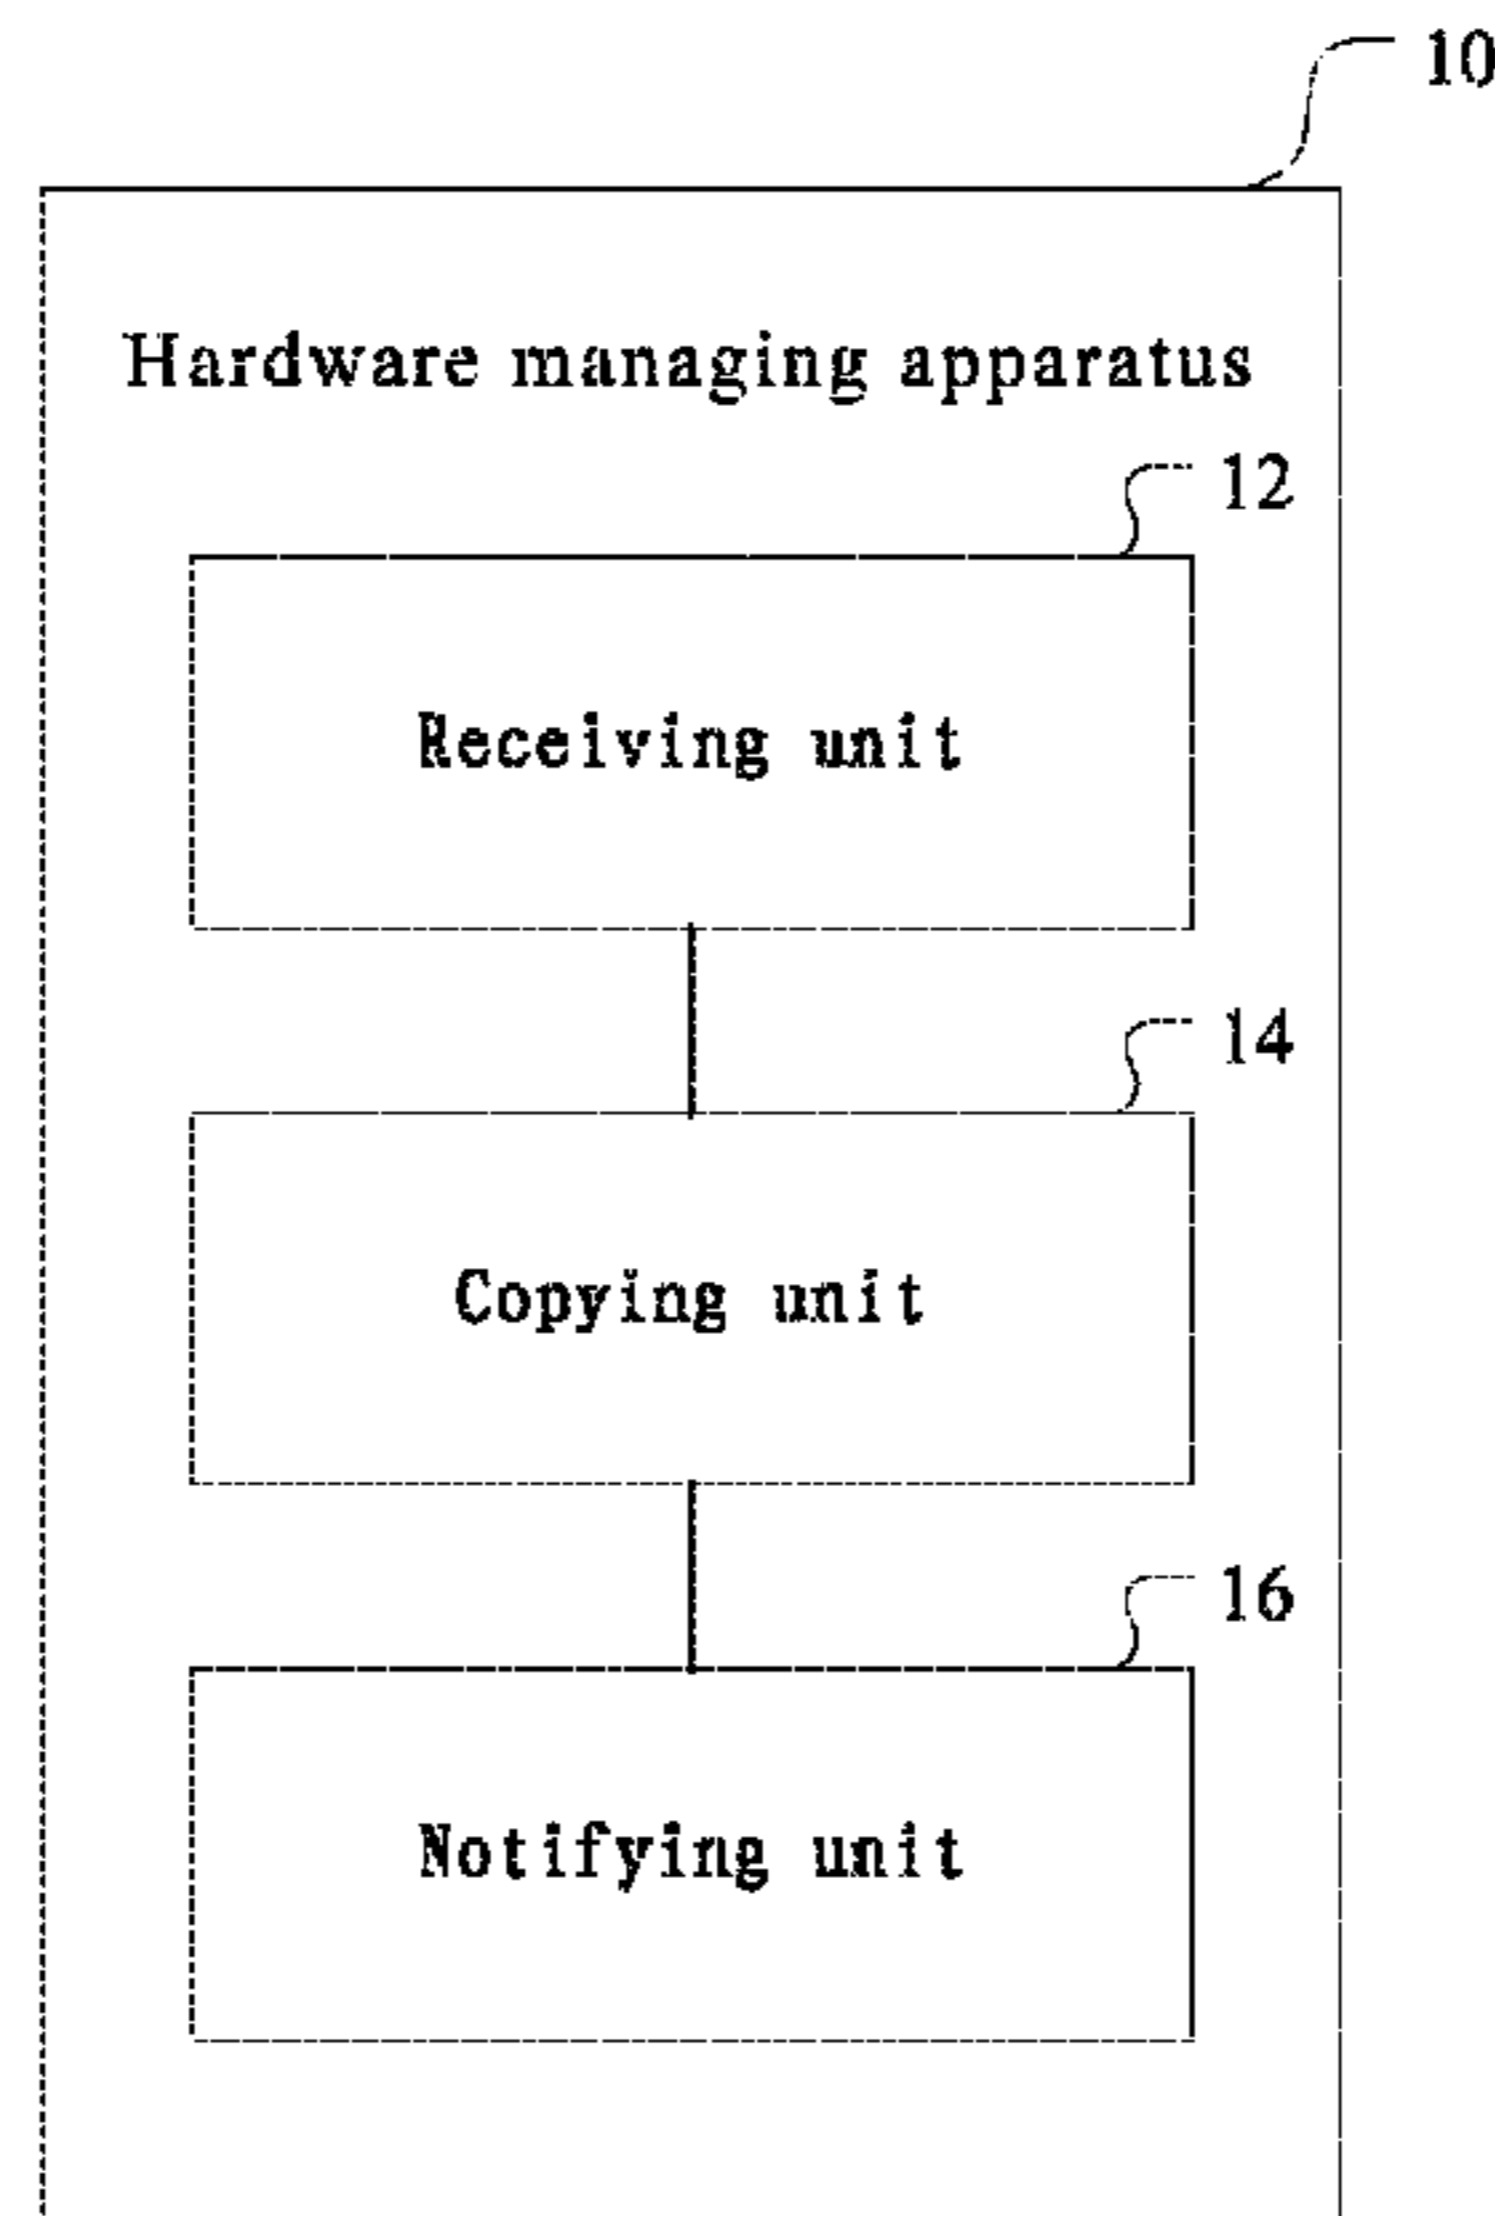 10
Hardware managing apparatus
12
Receiving unit
14
Copying unit
16
Notifying unit